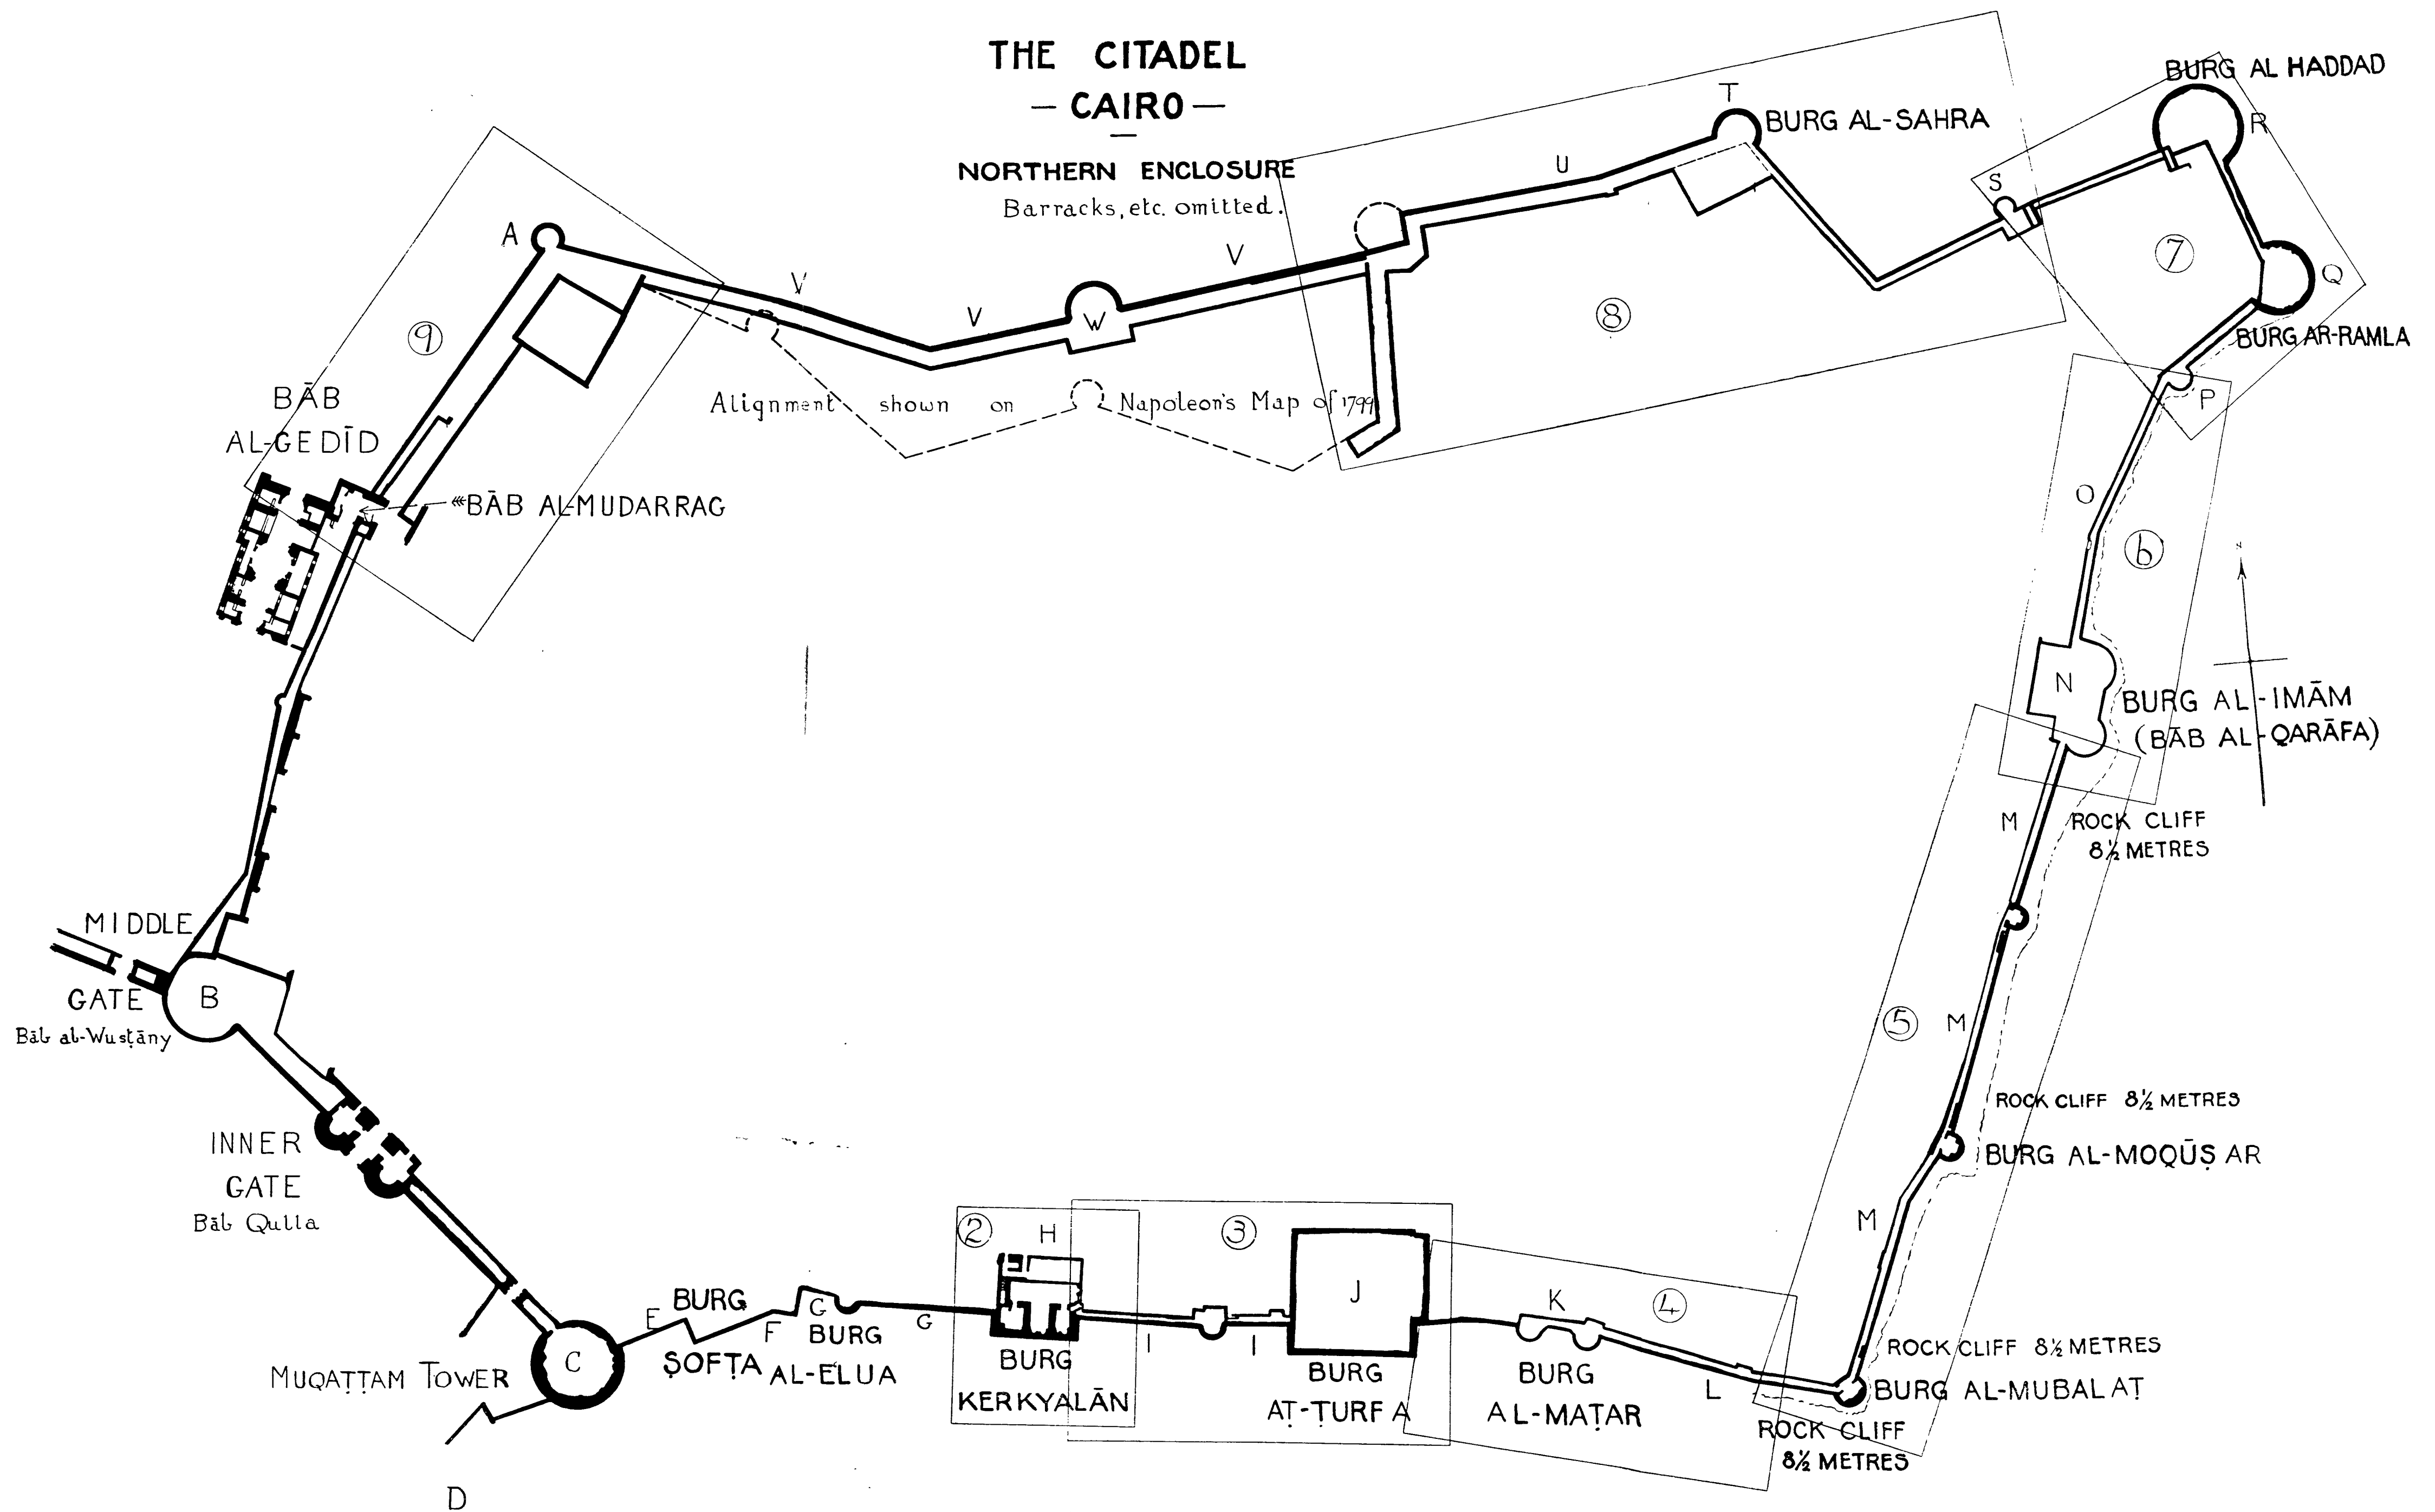 THE CITADEL
— CAIRO —
NORTHERN ENCLOSURE
Barracks, etc. omitted.
BURG AL HADDAD
R
T
BURG AL-SAHRA
U
S
A
V
V
V
W
7
Q
BURG AR-RAMLA
8
9
Alignment shown on Napoleon's Map of 1799
P
BĀB
AL-GEDĪD
BĀB AL-MUDARRAG
O
6
N
N
BURG AL-IMĀM
(BĀB AL-QARĀFA)
M
ROCK CLIFF
8½ METRES
MIDDLE
GATE
Bāb al-Wusṭāny
B
5
M
ROCK CLIFF 8½ METRES
BURG AL-MOQŪṢAR
INNER
GATE
Bāb Qulla
M
2
H
3
J
K
4
E
BURG
ṢOFṬA
F
G
BURG
AL-ELUA
G
I
I
ROCK CLIFF 8½ METRES
MUQAṬṬAM TOWER
C
BURG
KERKYALĀN
BURG
AṬ-ṬURFA
BURG
AL-MAṬAR
L
BURG AL-MUBALAṬ
ROCK CLIFF
8½ METRES
D